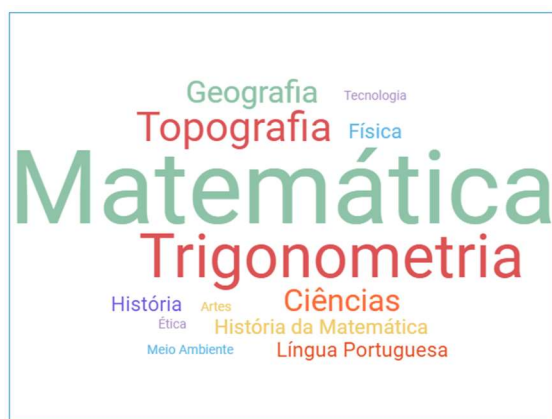 Geografia Tecnologia
Topografia Física
Matemática
Trigonometria
História Artes Ciências
Ética História da Matemática
Meio Ambiente Língua Portuguesa